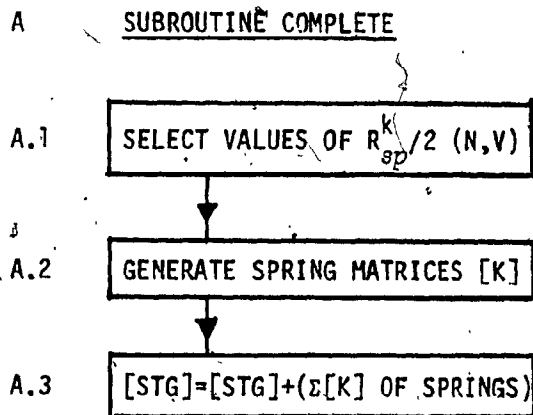 A SUBROUTINE COMPLETE
A.1 SELECT VALUES OF R^k_sp/2 (N,V)
A.2 GENERATE SPRING MATRICES [K]
A.3 [STG]=[STG]+(Σ[K] OF SPRINGS)